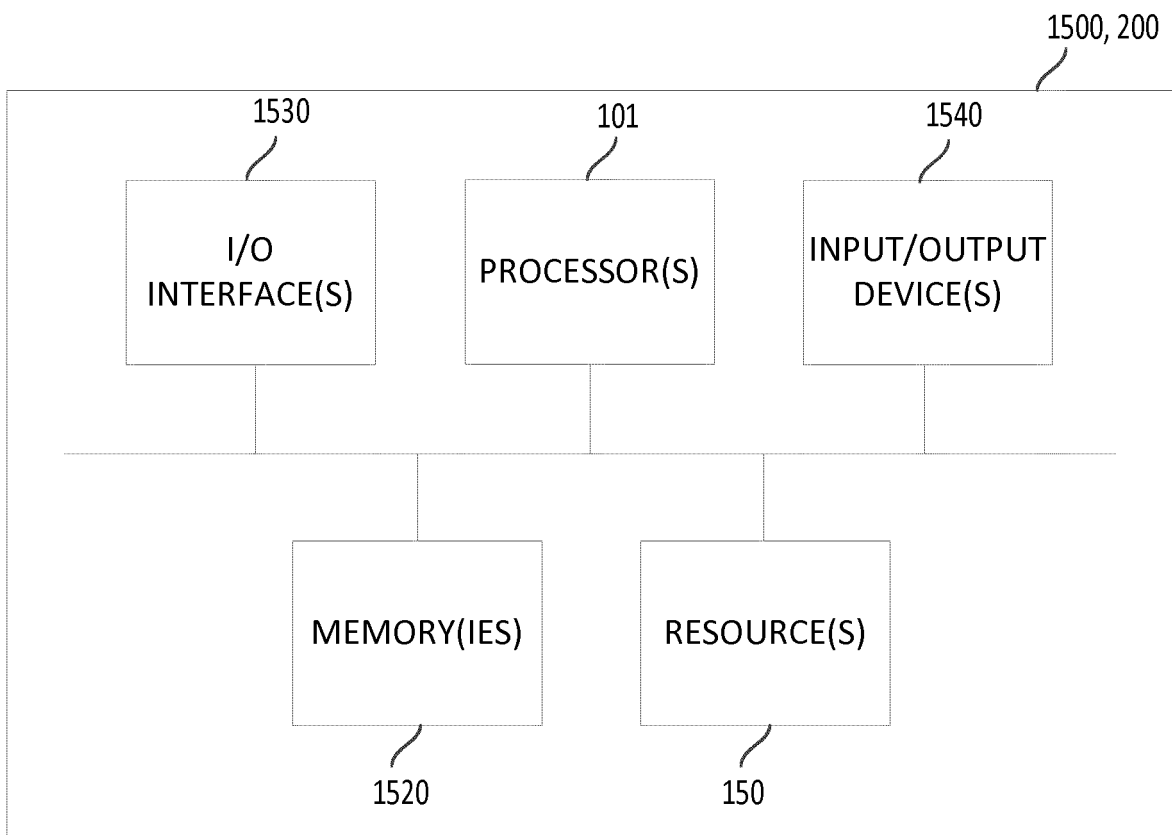 1500, 200
1530
101
1540
I/O
INTERFACE(S)
PROCESSOR(S)
INPUT/OUTPUT
DEVICE(S)
MEMORY(IES)
RESOURCE(S)
1520
150